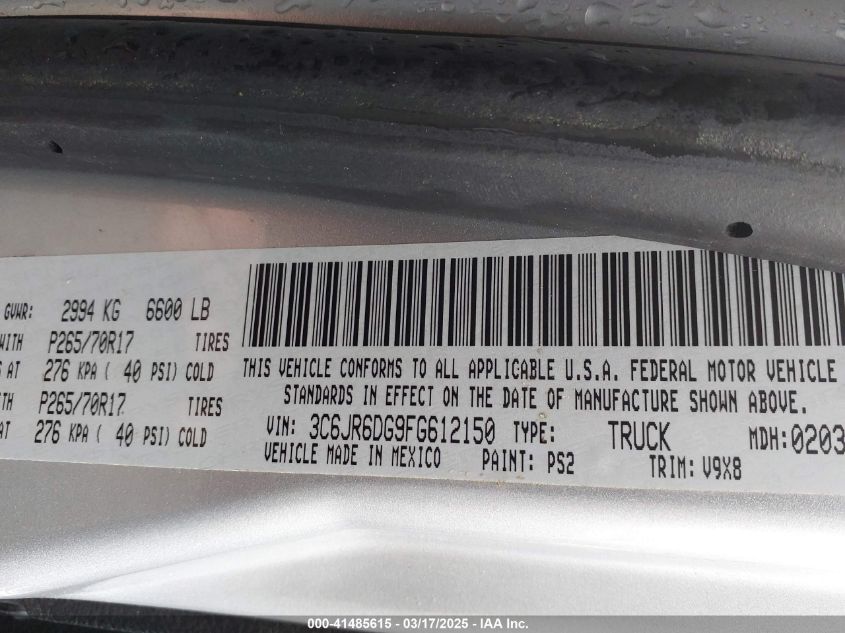 GVWR: 2994 KG 6600 LB
WITH P265/70R17 TIRES
AT 276 KPA ( 40 PSI) COLD
P265/70R17 TIRES
AT 276 KPA ( 40 PSI) COLD
THIS VEHICLE CONFORMS TO ALL APPLICABLE U.S.A. FEDERAL MOTOR VEHICLE
STANDARDS IN EFFECT ON THE DATE OF MANUFACTURE SHOWN ABOVE.
VIN: 3C6JR6DG9FG612150 TYPE: TRUCK MDH: 0203
VEHICLE MADE IN MEXICO PAINT: PS2 TRIM: V9X8
000-41485615 - 03/17/2025 - IAA Inc.